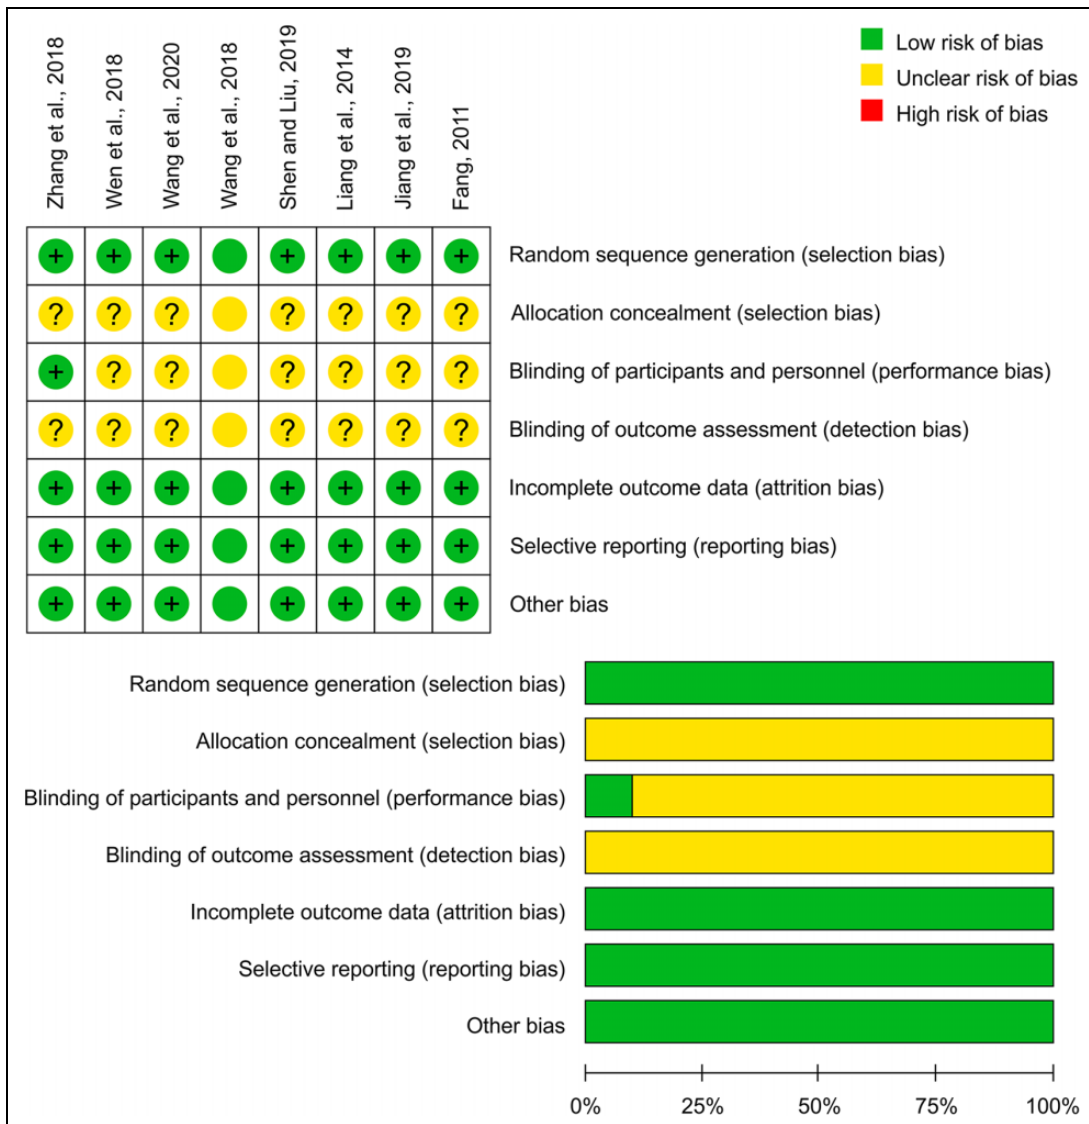 Zhang et al., 2018
Wen et al., 2018
Wang et al., 2020
Wang et al., 2018
Shen and Liu, 2019
Liang et al., 2014
Jiang et al., 2019
Fang, 2011
Low risk of bias
Unclear risk of bias
High risk of bias
+ + + + + + + Random sequence generation (selection bias)
? ? ? ? ? ? ? Allocation concealment (selection bias)
+ ? ? ? ? ? ? Blinding of participants and personnel (performance bias)
? ? ? ? ? ? ? Blinding of outcome assessment (detection bias)
+ + + + + + + Incomplete outcome data (attrition bias)
+ + + + + + + Selective reporting (reporting bias)
+ + + + + + + Other bias
Random sequence generation (selection bias)
Allocation concealment (selection bias)
Blinding of participants and personnel (performance bias)
Blinding of outcome assessment (detection bias)
Incomplete outcome data (attrition bias)
Selective reporting (reporting bias)
Other bias
0% 25% 50% 75% 100%